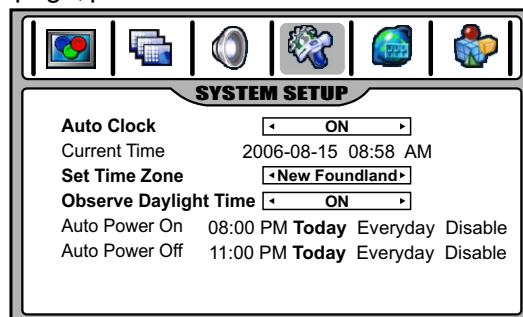 SYSTEM SETUP
Auto Clock ON
Current Time 2006-08-15 08:58 AM
Set Time Zone New Foundland
Observe Daylight Time ON
Auto Power On 08:00 PM Today Everyday Disable
Auto Power Off 11:00 PM Today Everyday Disable